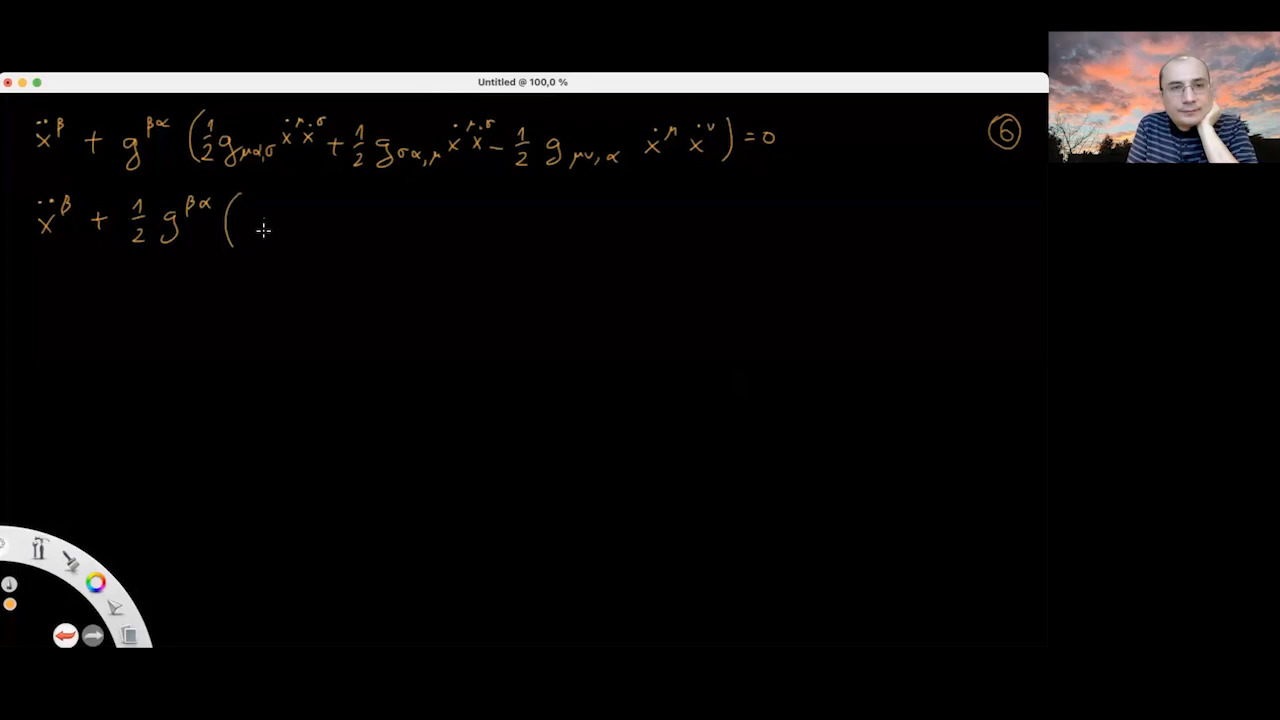 Untitled @ 100,0 %
ẍ^β + g^{βα} (1/2 g_{μα,σ} ẋ^μ ẋ^σ + 1/2 g_{σα,μ} ẋ^μ ẋ^σ − 1/2 g_{μν,α} ẋ^μ ẋ^ν) = 0 ⑥
ẍ^β + 1/2 g^{βα} (